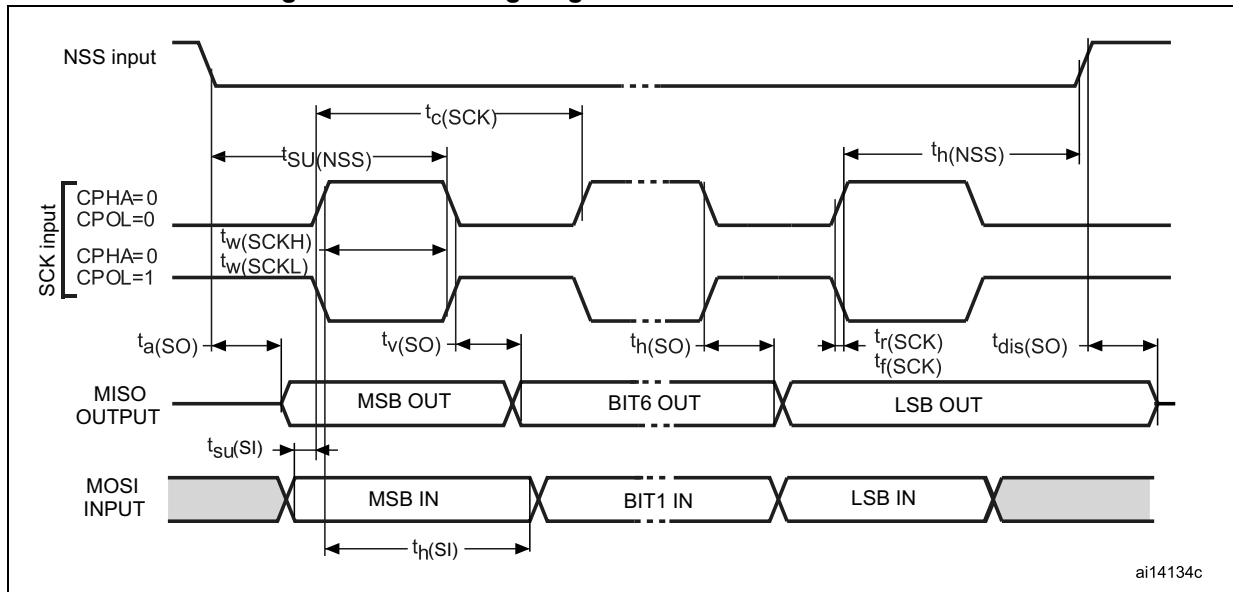 NSS input
tc(SCK)
tSU(NSS)
th(NSS)
SCK input
CPHA=0
CPOL=0
tw(SCKH)
CPHA=0
tw(SCKL)
CPOL=1
ta(SO)
tv(SO)
th(SO)
tr(SCK)
tf(SCK)
tdis(SO)
MISO
OUTPUT
MSB OUT
BIT6 OUT
LSB OUT
tsu(SI)
MOSI
INPUT
MSB IN
BIT1 IN
LSB IN
th(SI)
ai14134c